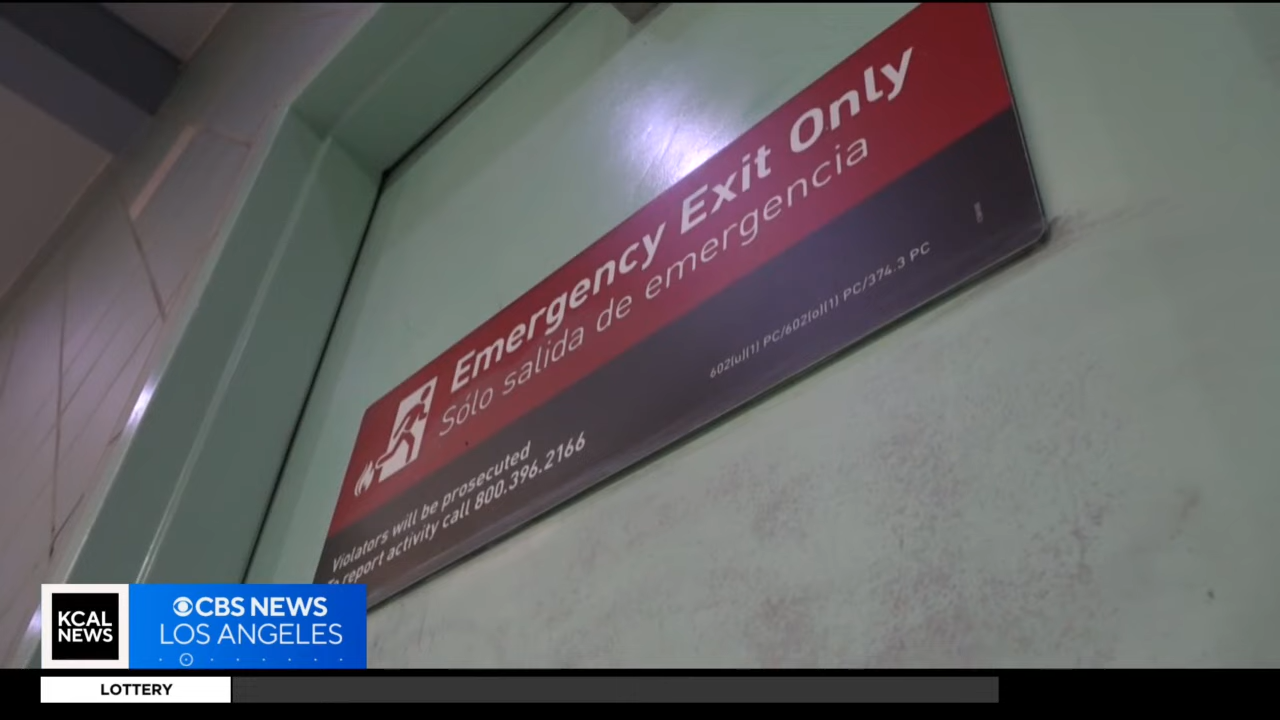 Emergency Exit Only
Sólo salida de emergencia
602(u)(1) PC/602(o)(1) PC/374.3 PC
Violators will be prosecuted
To report activity call 800.396.2166
KCAL
NEWS
CBS NEWS
LOS ANGELES
LOTTERY